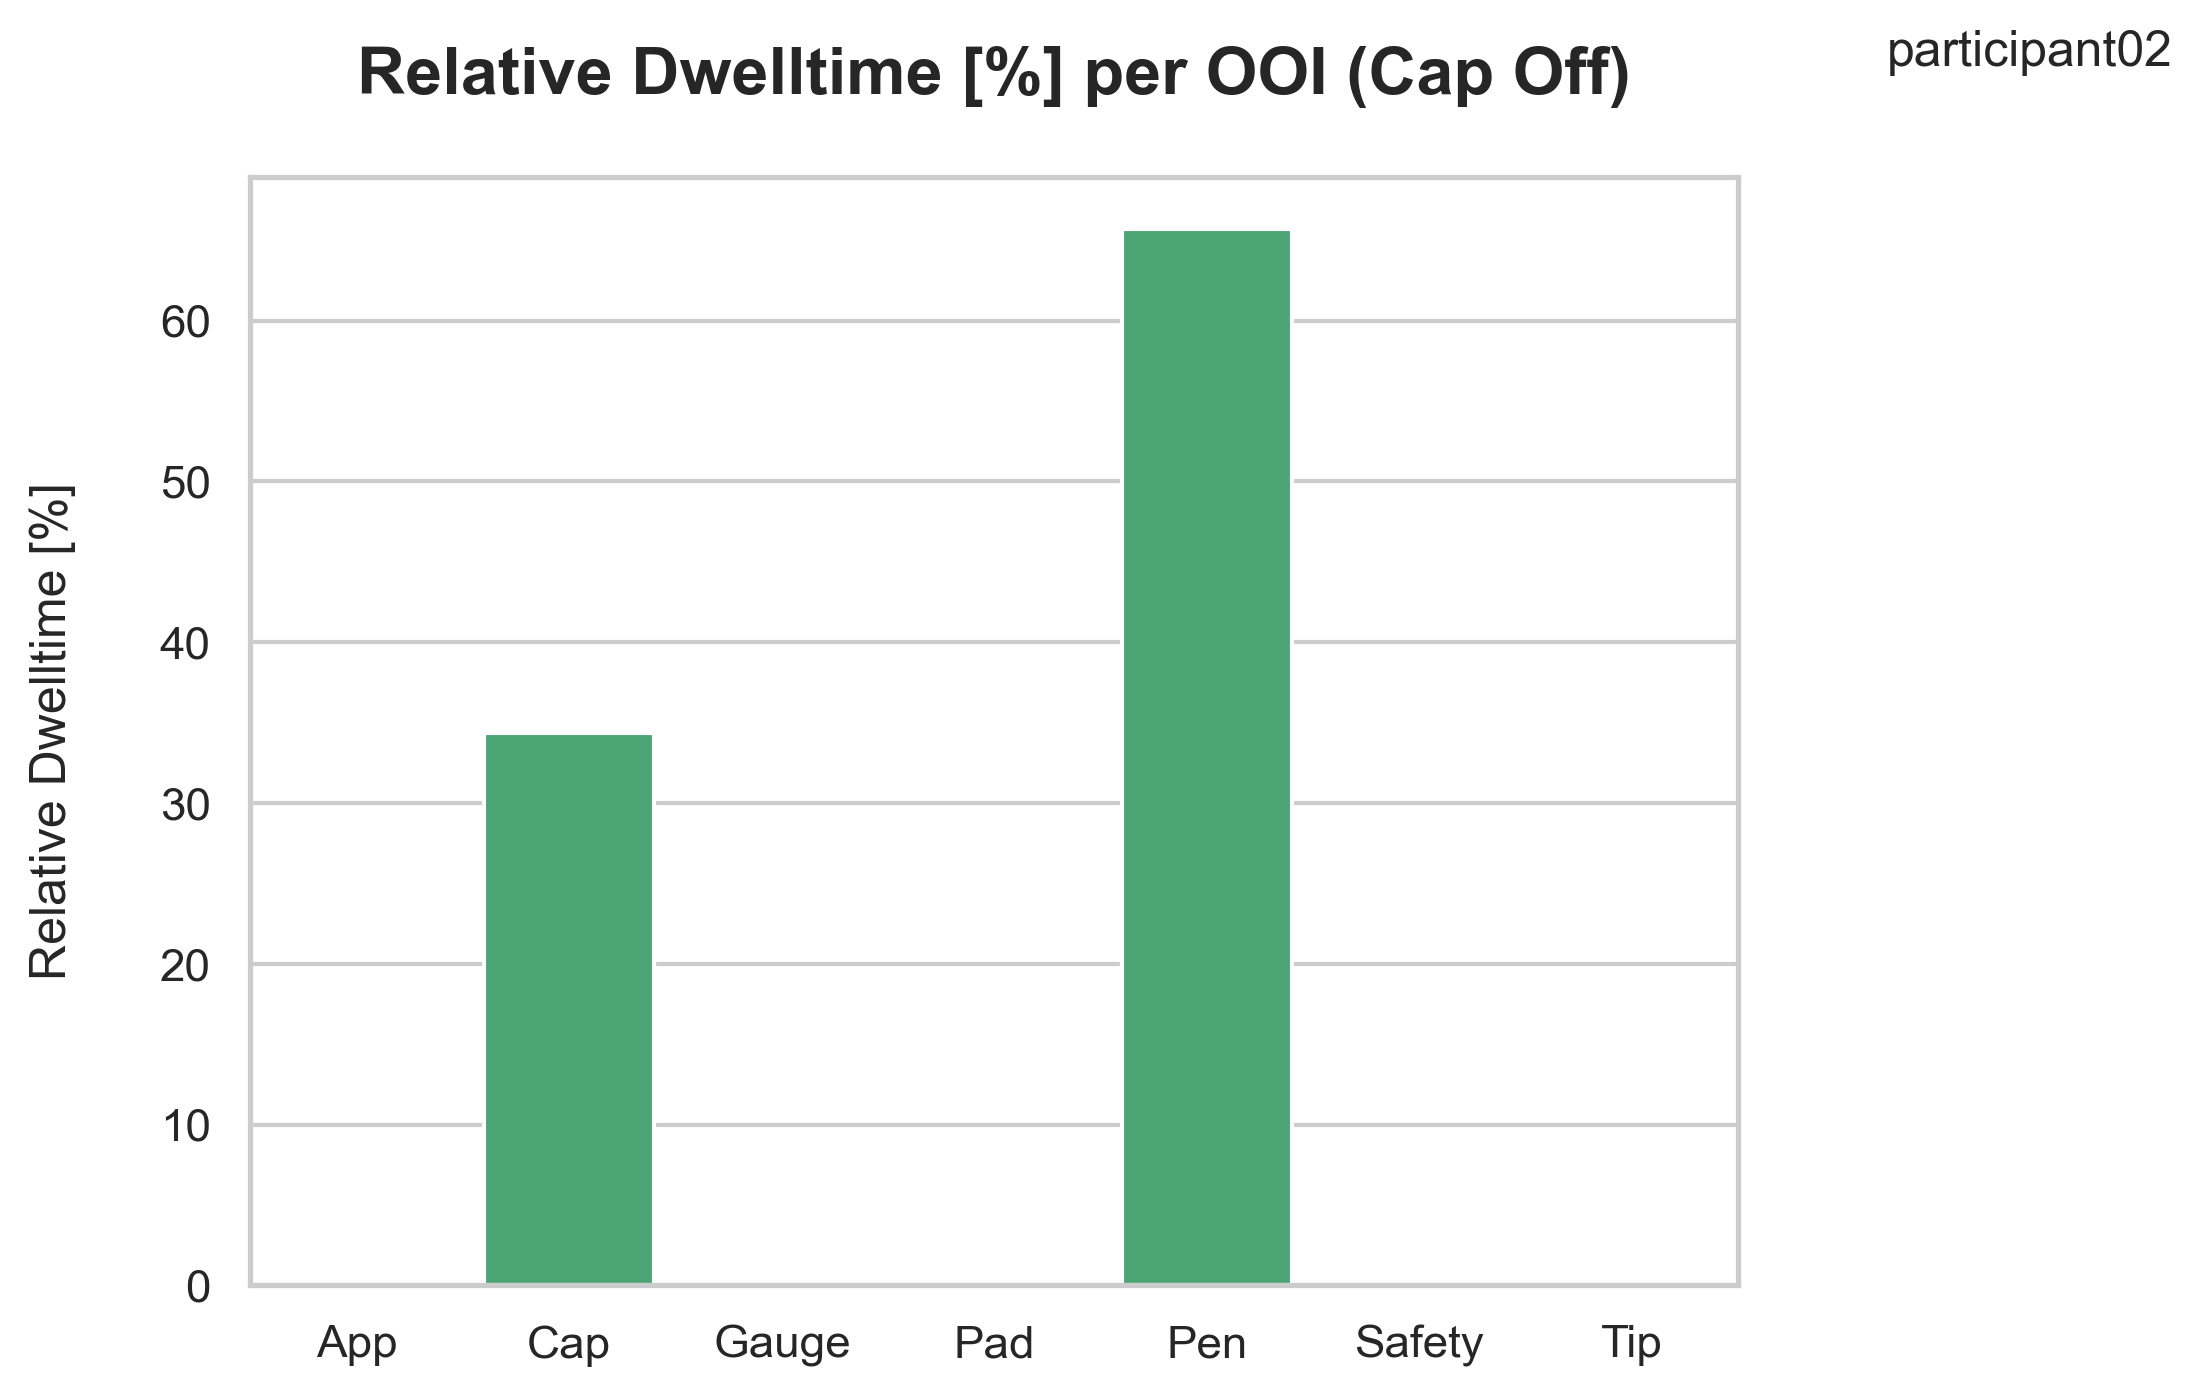 Relative Dwelltime [%] per OOI (Cap Off)
participant02
Relative Dwelltime [%]
60
50
40
30
20
10
0
App Cap Gauge Pad Pen Safety Tip